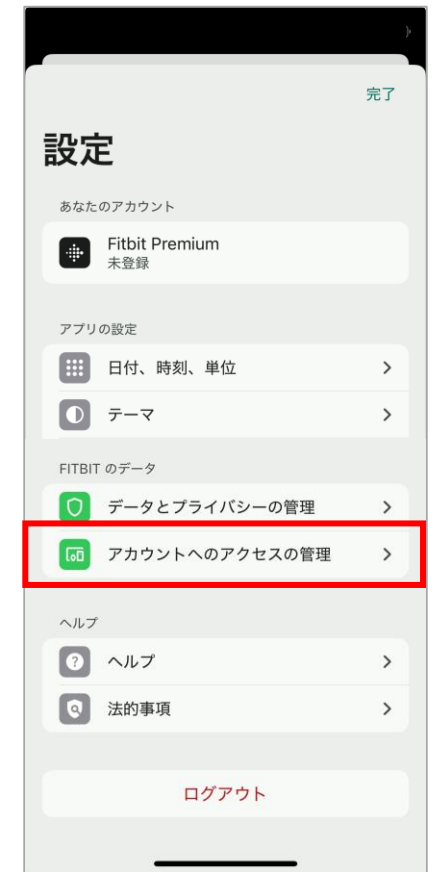 完了
設定
あなたのアカウント
Fitbit Premium
未登録
アプリの設定
日付、時刻、単位
テーマ
FITBIT のデータ
データとプライバシーの管理
アカウントへのアクセスの管理
ヘルプ
ヘルプ
法的事項
ログアウト